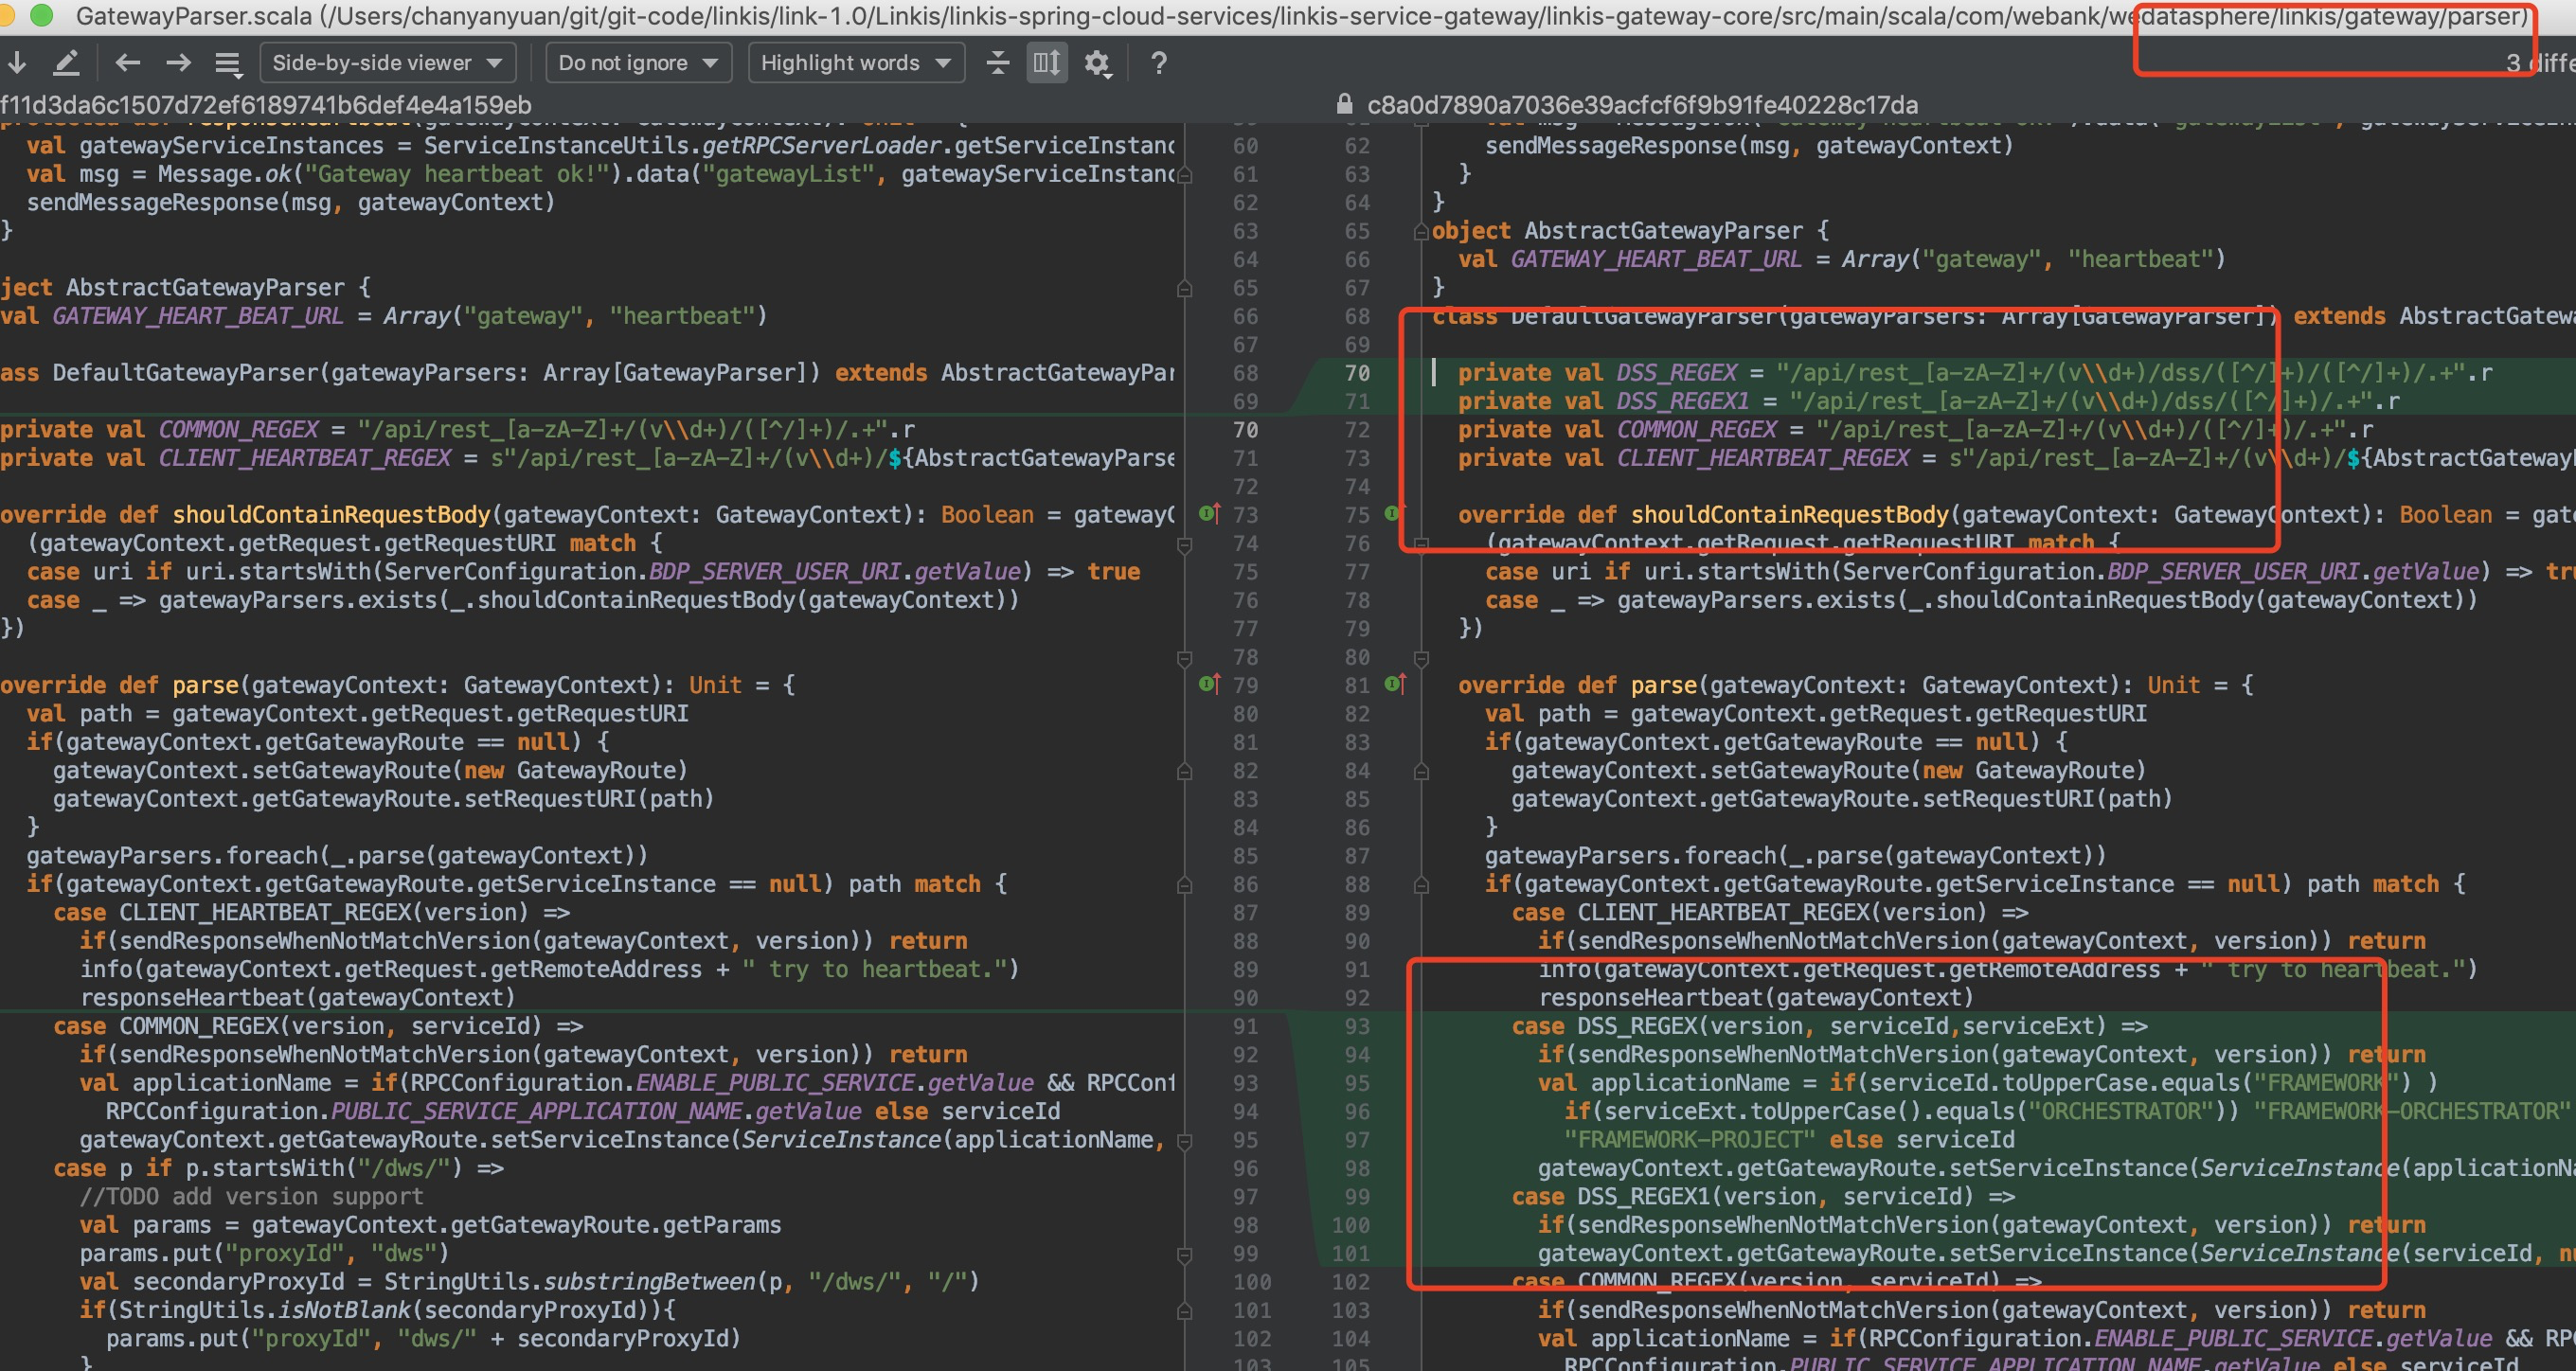 GatewayParser.scala (/Users/chanyanyuan/git/git-code/linkis/link-1.0/Linkis/linkis-spring-cloud-services/linkis-service-gateway/linkis-gateway-core/src/main/scala/com/webank/wedatasphere/linkis/gateway/parser)
Side-by-side viewer Do not ignore Highlight words ? 3 diffe
f11d3da6c1507d72ef6189741b6def4e4a159eb
val gatewayServiceInstances = ServiceInstanceUtils.getRPCServerLoader.getServiceInstanc 60
val msg = Message.ok("Gateway heartbeat ok!").data("gatewayList", gatewayServiceInstanc 61
sendMessageResponse(msg, gatewayContext) 62
} 63
64
ject AbstractGatewayParser { 65
val GATEWAY_HEART_BEAT_URL = Array("gateway", "heartbeat") 66
67
ass DefaultGatewayParser(gatewayParsers: Array[GatewayParser]) extends AbstractGatewayPar 68
69
private val COMMON_REGEX = "/api/rest_[a-zA-Z]+/(v\\d+)/([^/]+)/.+".r 70
private val CLIENT_HEARTBEAT_REGEX = s"/api/rest_[a-zA-Z]+/(v\\d+)/${AbstractGatewayParse 71
72
override def shouldContainRequestBody(gatewayContext: GatewayContext): Boolean = gatewayC 73
(gatewayContext.getRequest.getRequestURI match { 74
case uri if uri.startsWith(ServerConfiguration.BDP_SERVER_USER_URI.getValue) => true 75
case _ => gatewayParsers.exists(_.shouldContainRequestBody(gatewayContext)) 76
}) 77
78
override def parse(gatewayContext: GatewayContext): Unit = { 79
val path = gatewayContext.getRequest.getRequestURI 80
if(gatewayContext.getGatewayRoute == null) { 81
gatewayContext.setGatewayRoute(new GatewayRoute) 82
gatewayContext.getGatewayRoute.setRequestURI(path) 83
} 84
gatewayParsers.foreach(_.parse(gatewayContext)) 85
if(gatewayContext.getGatewayRoute.getServiceInstance == null) path match { 86
case CLIENT_HEARTBEAT_REGEX(version) => 87
if(sendResponseWhenNotMatchVersion(gatewayContext, version)) return 88
info(gatewayContext.getRequest.getRemoteAddress + " try to heartbeat.") 89
responseHeartbeat(gatewayContext) 90
case COMMON_REGEX(version, serviceId) => 91
if(sendResponseWhenNotMatchVersion(gatewayContext, version)) return 92
val applicationName = if(RPCConfiguration.ENABLE_PUBLIC_SERVICE.getValue && RPCConf 93
RPCConfiguration.PUBLIC_SERVICE_APPLICATION_NAME.getValue else serviceId 94
gatewayContext.getGatewayRoute.setServiceInstance(ServiceInstance(applicationName, 95
case p if p.startsWith("/dws/") => 96
//TODO add version support 97
val params = gatewayContext.getGatewayRoute.getParams 98
params.put("proxyId", "dws") 99
val secondaryProxyId = StringUtils.substringBetween(p, "/dws/", "/") 100
if(StringUtils.isNotBlank(secondaryProxyId)){ 101
params.put("proxyId", "dws/" + secondaryProxyId) 102
} 103
c8a0d7890a7036e39acfcf6f9b91fe40228c17da
62 sendMessageResponse(msg, gatewayContext)
63 }
64 }
65 object AbstractGatewayParser {
66 val GATEWAY_HEART_BEAT_URL = Array("gateway", "heartbeat")
67 }
68 class DefaultGatewayParser(gatewayParsers: Array[GatewayParser]) extends AbstractGatewa
69
70 private val DSS_REGEX = "/api/rest_[a-zA-Z]+/(v\\d+)/dss/([^/]+)/([^/]+)/.+".r
71 private val DSS_REGEX1 = "/api/rest_[a-zA-Z]+/(v\\d+)/dss/([^/]+)/.+".r
72 private val COMMON_REGEX = "/api/rest_[a-zA-Z]+/(v\\d+)/([^/]+)/.+".r
73 private val CLIENT_HEARTBEAT_REGEX = s"/api/rest_[a-zA-Z]+/(v\\d+)/${AbstractGateway
74
75 override def shouldContainRequestBody(gatewayContext: GatewayContext): Boolean = gate
76 (gatewayContext.getRequest.getRequestURI match {
77 case uri if uri.startsWith(ServerConfiguration.BDP_SERVER_USER_URI.getValue) => tru
78 case _ => gatewayParsers.exists(_.shouldContainRequestBody(gatewayContext))
79 })
80
81 override def parse(gatewayContext: GatewayContext): Unit = {
82 val path = gatewayContext.getRequest.getRequestURI
83 if(gatewayContext.getGatewayRoute == null) {
84 gatewayContext.setGatewayRoute(new GatewayRoute)
85 gatewayContext.getGatewayRoute.setRequestURI(path)
86 }
87 gatewayParsers.foreach(_.parse(gatewayContext))
88 if(gatewayContext.getGatewayRoute.getServiceInstance == null) path match {
89 case CLIENT_HEARTBEAT_REGEX(version) =>
90 if(sendResponseWhenNotMatchVersion(gatewayContext, version)) return
91 info(gatewayContext.getRequest.getRemoteAddress + " try to heartbeat.")
92 responseHeartbeat(gatewayContext)
93 case DSS_REGEX(version, serviceId,serviceExt) =>
94 if(sendResponseWhenNotMatchVersion(gatewayContext, version)) return
95 val applicationName = if(serviceId.toUpperCase.equals("FRAMEWORK") )
96 if(serviceExt.toUpperCase().equals("ORCHESTRATOR")) "FRAMEWORK-ORCHESTRATOR"
97 "FRAMEWORK-PROJECT" else serviceId
98 gatewayContext.getGatewayRoute.setServiceInstance(ServiceInstance(applicationNa
99 case DSS_REGEX1(version, serviceId) =>
100 if(sendResponseWhenNotMatchVersion(gatewayContext, version)) return
101 gatewayContext.getGatewayRoute.setServiceInstance(ServiceInstance(serviceId, nu
102 case COMMON_REGEX(version, serviceId) =>
103 if(sendResponseWhenNotMatchVersion(gatewayContext, version)) return
104 val applicationName = if(RPCConfiguration.ENABLE_PUBLIC_SERVICE.getValue && RP
105 RPCConfiguration.PUBLIC_SERVICE_APPLICATION_NAME.getValue else serviceId